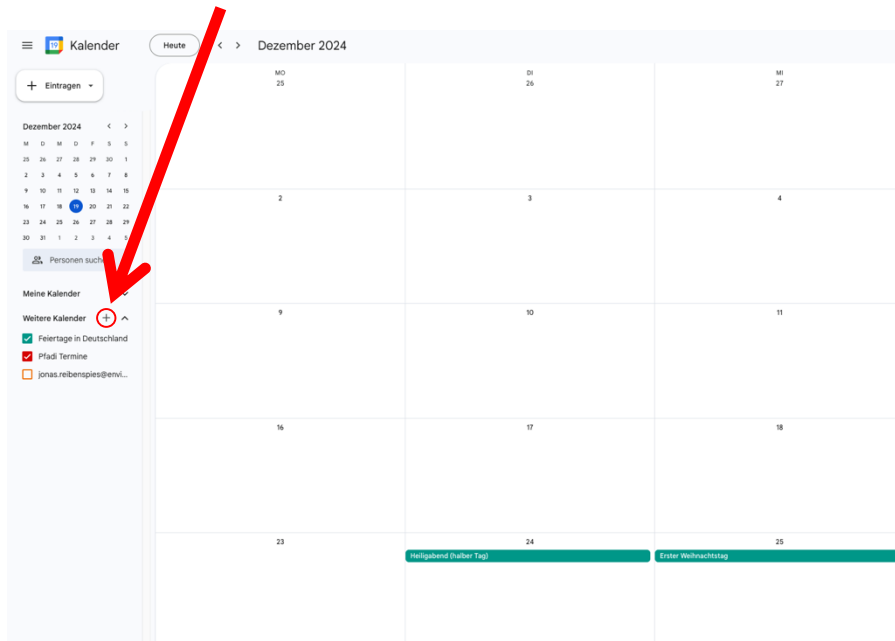 19 Kalender Heute Dezember 2024
MO DI MI
25 26 27
Eintragen
Dezember 2024
M D M D F S S
25 26 27 28 29 30 1
2 3 4 5 6 7 8
9 10 11 12 13 14 15
16 17 18 19 20 21 22
23 24 25 26 27 28 29
30 31 1 2 3 4 5
2 3 4
Personen such
Meine Kalender
Weitere Kalender
Feiertage in Deutschland
Pfadi Termine
jonas.reibenspies@envi...
9 10 11
16 17 18
23 24 25
Heiligabend (halber Tag) Erster Weihnachtstag